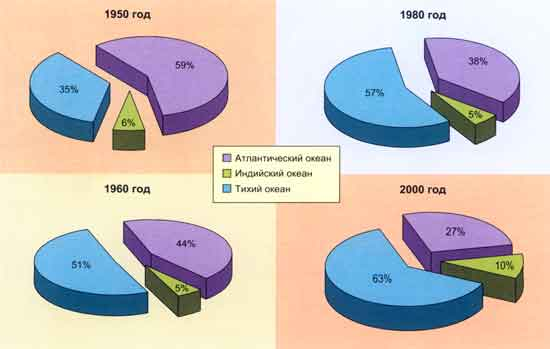 1950 год
59%
35%
6%
1980 год
38%
57%
5%
Атлантический океан
Индийский океан
Тихий океан
1960 год
44%
51%
5%
2000 год
27%
10%
63%